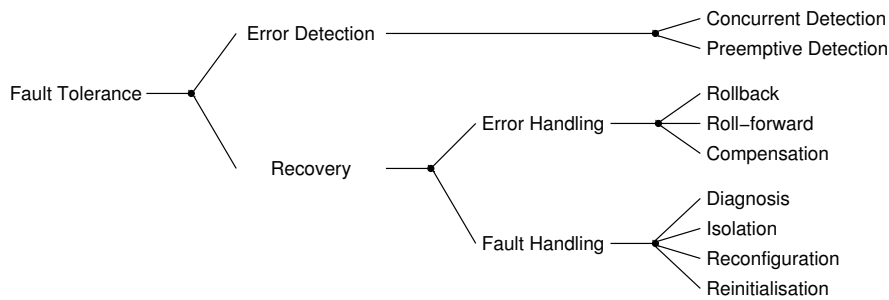 Concurrent Detection
Error Detection
Preemptive Detection
Fault Tolerance
Rollback
Error Handling
Roll−forward
Compensation
Recovery
Diagnosis
Isolation
Fault Handling
Reconfiguration
Reinitialisation